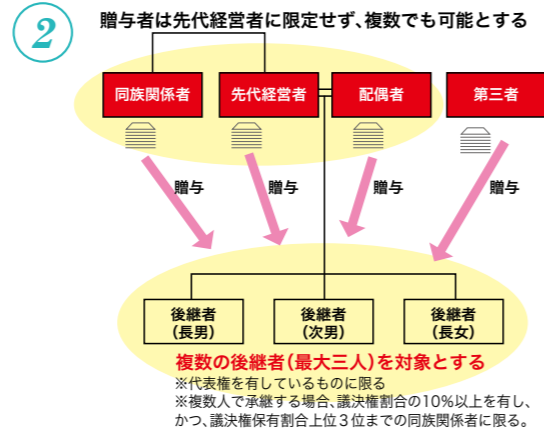 2
贈与者は先代経営者に限定せず、複数でも可能とする
同族関係者 先代経営者 配偶者 第三者
贈与 贈与 贈与 贈与
後継者 後継者 後継者
(長男) (次男) (長女)
複数の後継者(最大三人)を対象とする
※代表権を有しているものに限る
※複数人で承継する場合、議決権割合の10%以上を有し、
かつ、議決権保有割合上位3位までの同族関係者に限る。